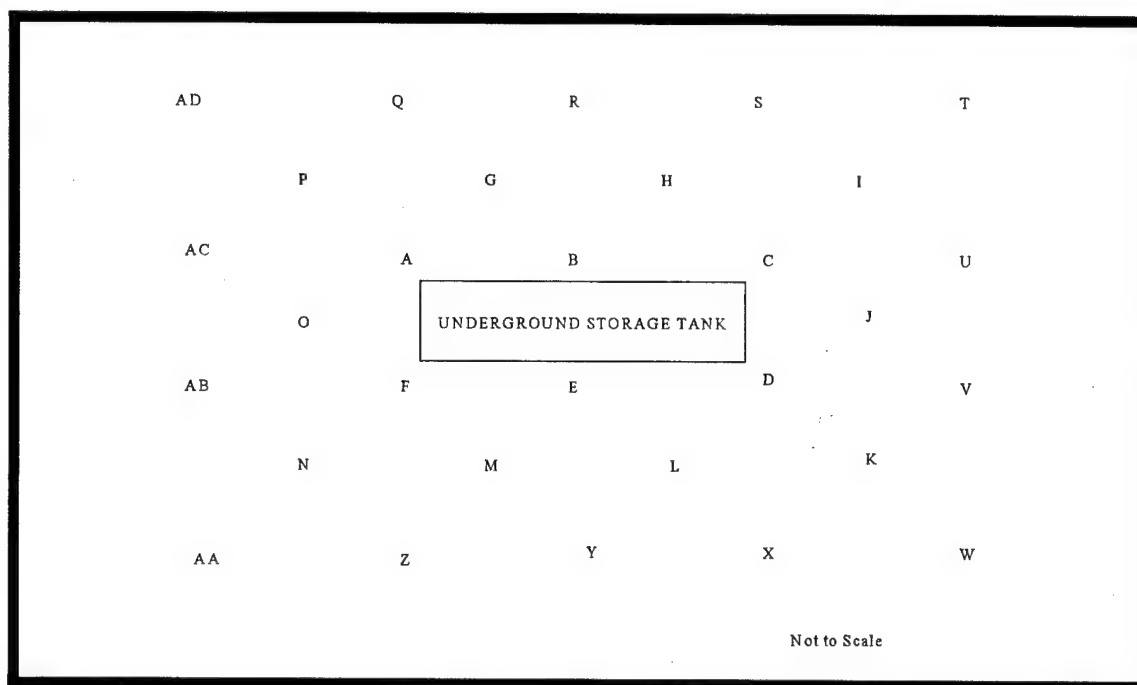 AD Q R S T
P G H I
AC A B C U
O UNDERGROUND STORAGE TANK J
AB F E D V
N M L K
AA Z Y X W
Not to Scale